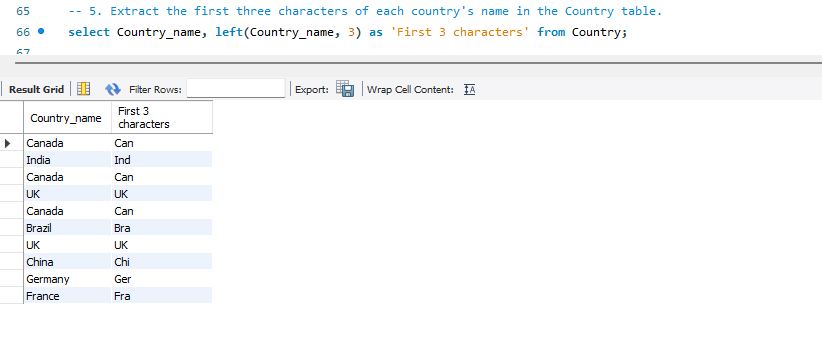 65 -- 5. Extract the first three characters of each country's name in the Country table.
66 select Country_name, left(Country_name, 3) as 'First 3 characters' from Country;
67
Result Grid Filter Rows: Export: Wrap Cell Content:
Country_name First 3 characters
Canada Can
India Ind
Canada Can
UK UK
Canada Can
Brazil Bra
UK UK
China Chi
Germany Ger
France Fra